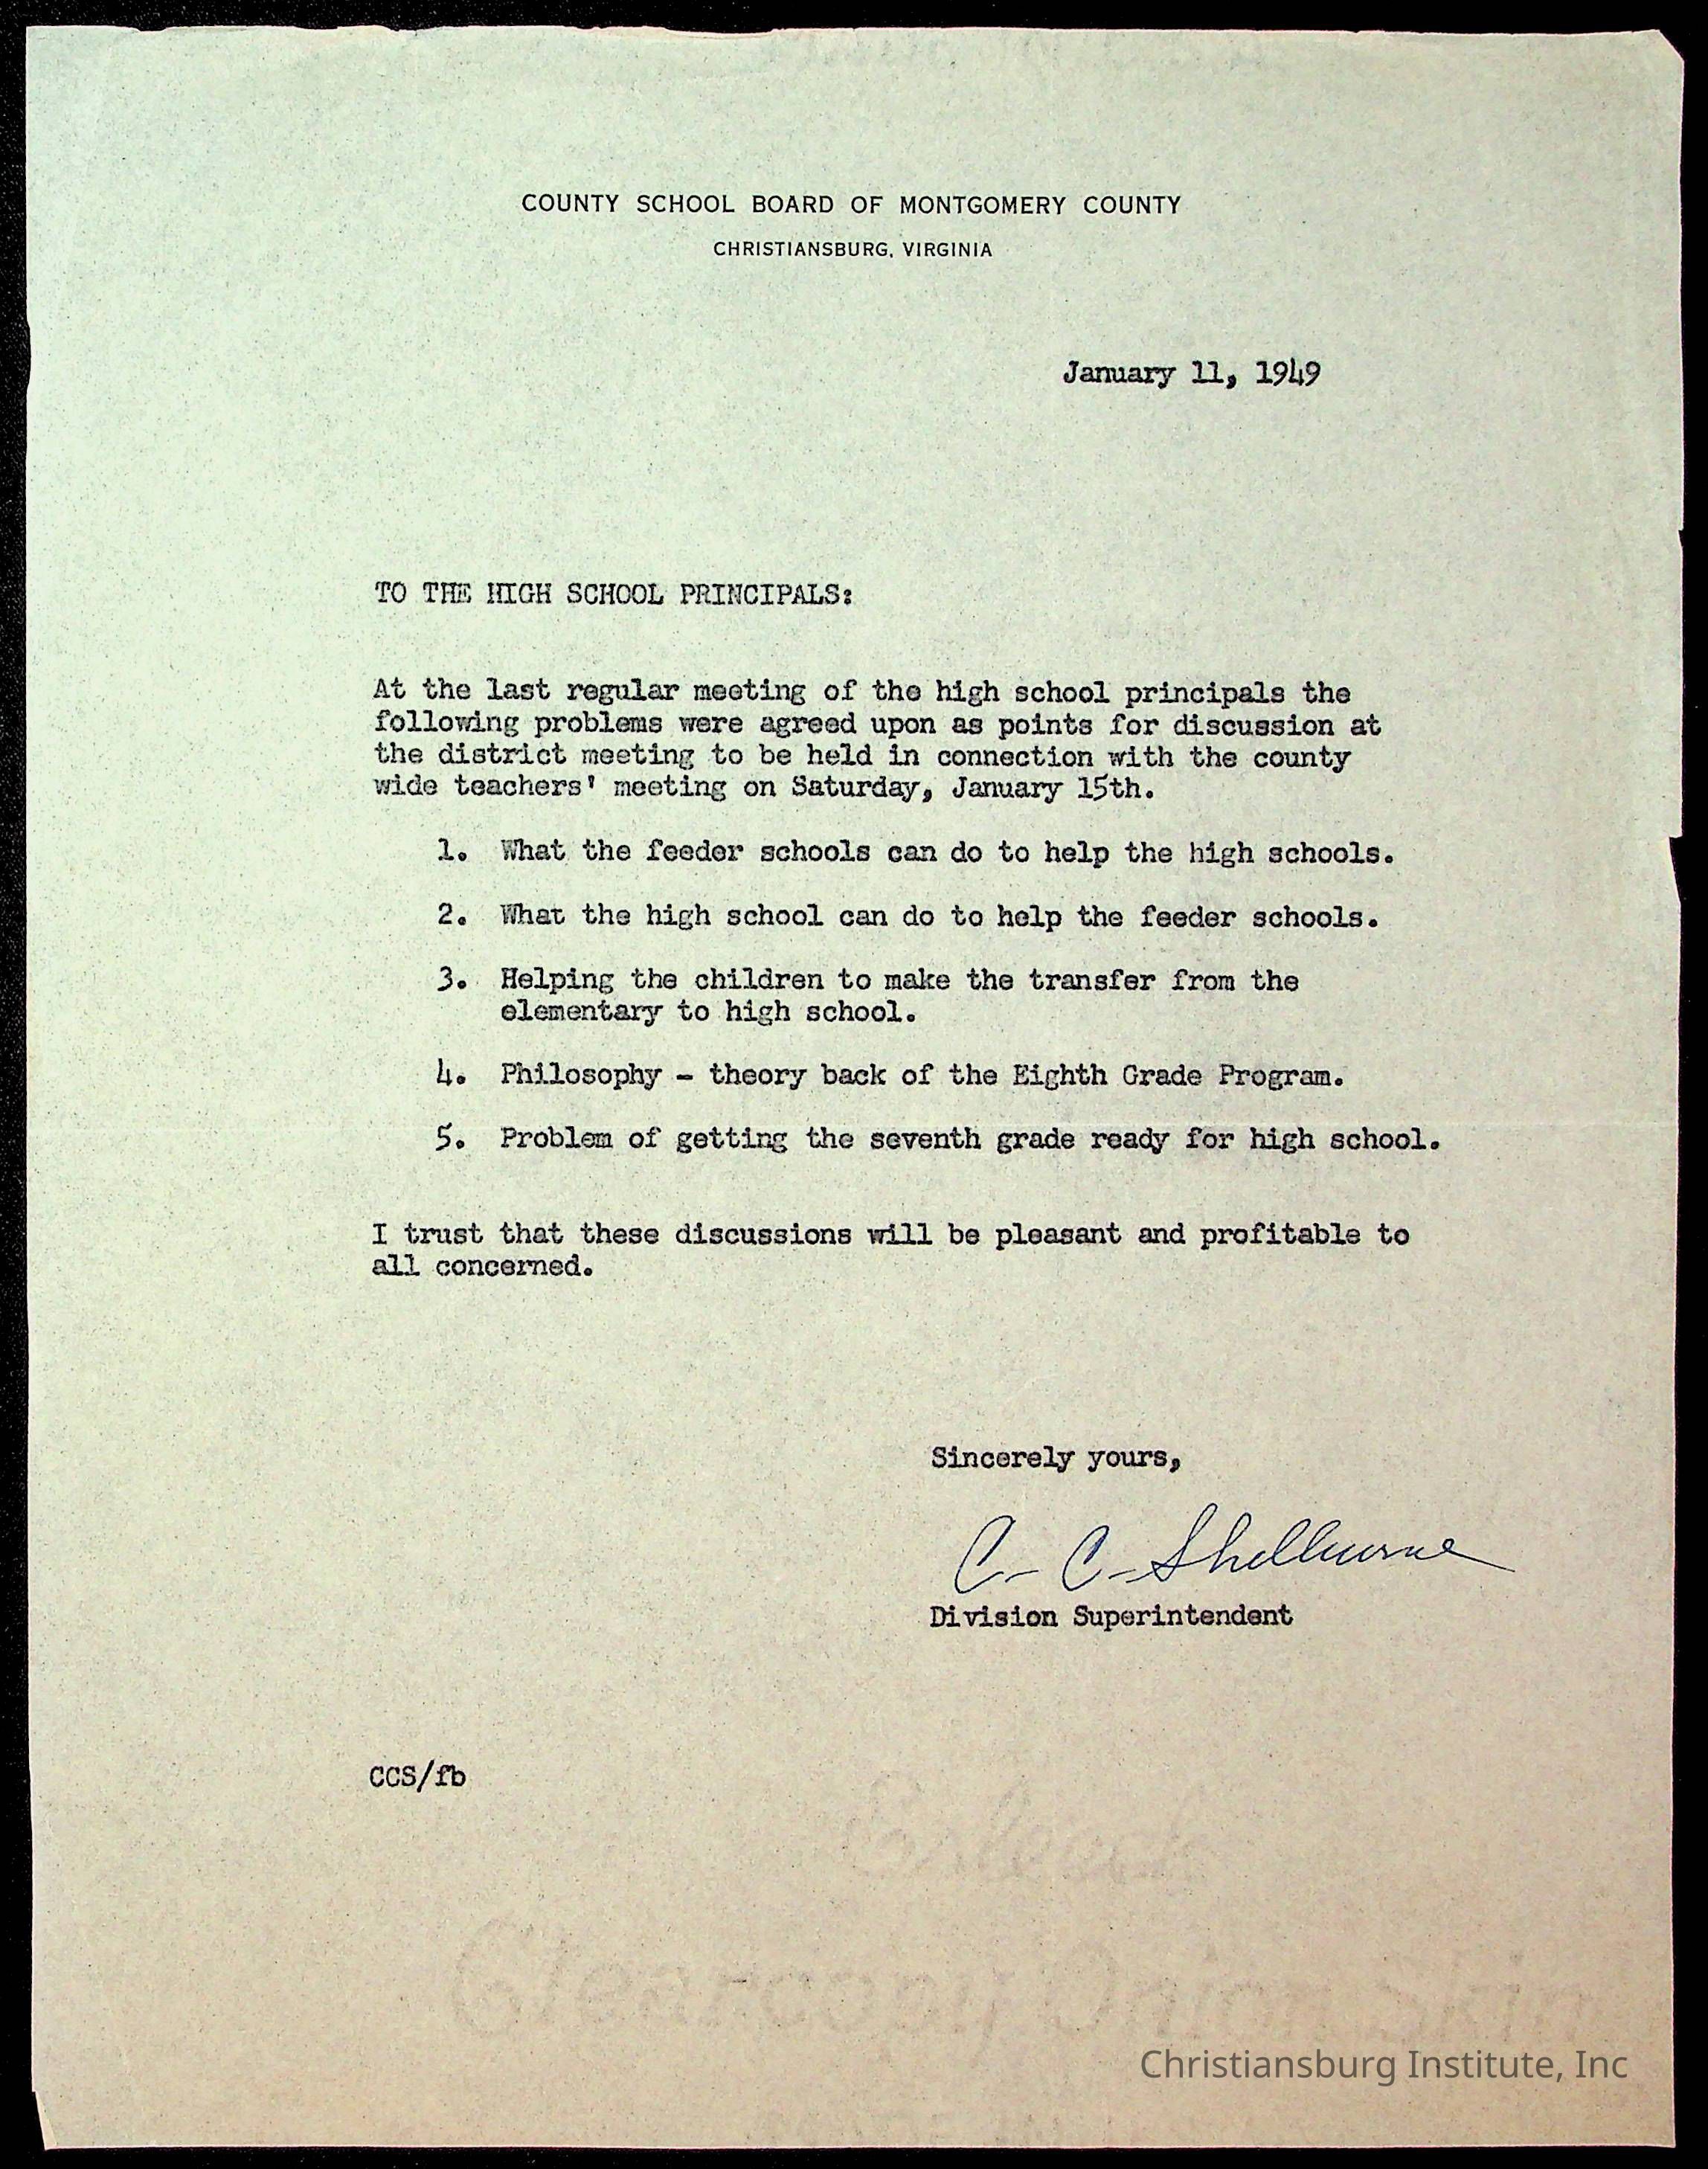 COUNTY SCHOOL BOARD OF MONTGOMERY COUNTY
CHRISTIANSBURG, VIRGINIA
January 11, 1949
TO THE HIGH SCHOOL PRINCIPALS:
At the last regular meeting of the high school principals the
following problems were agreed upon as points for discussion at
the district meeting to be held in connection with the county
wide teachers' meeting on Saturday, January 15th.
1. What the feeder schools can do to help the high schools.
2. What the high school can do to help the feeder schools.
3. Helping the children to make the transfer from the
elementary to high school.
4. Philosophy - theory back of the Eighth Grade Program.
5. Problem of getting the seventh grade ready for high school.
I trust that these discussions will be pleasant and profitable to
all concerned.
Sincerely yours,
C. C. Shelburne
Division Superintendent
CCS/fb
Clearcopy Onion Skin
Christiansburg Institute, Inc